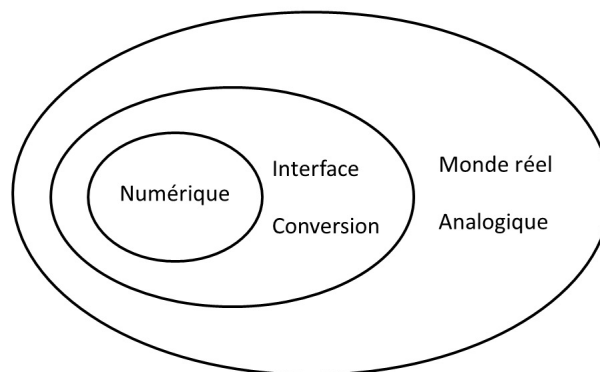 Numérique
Interface
Conversion
Monde réel
Analogique